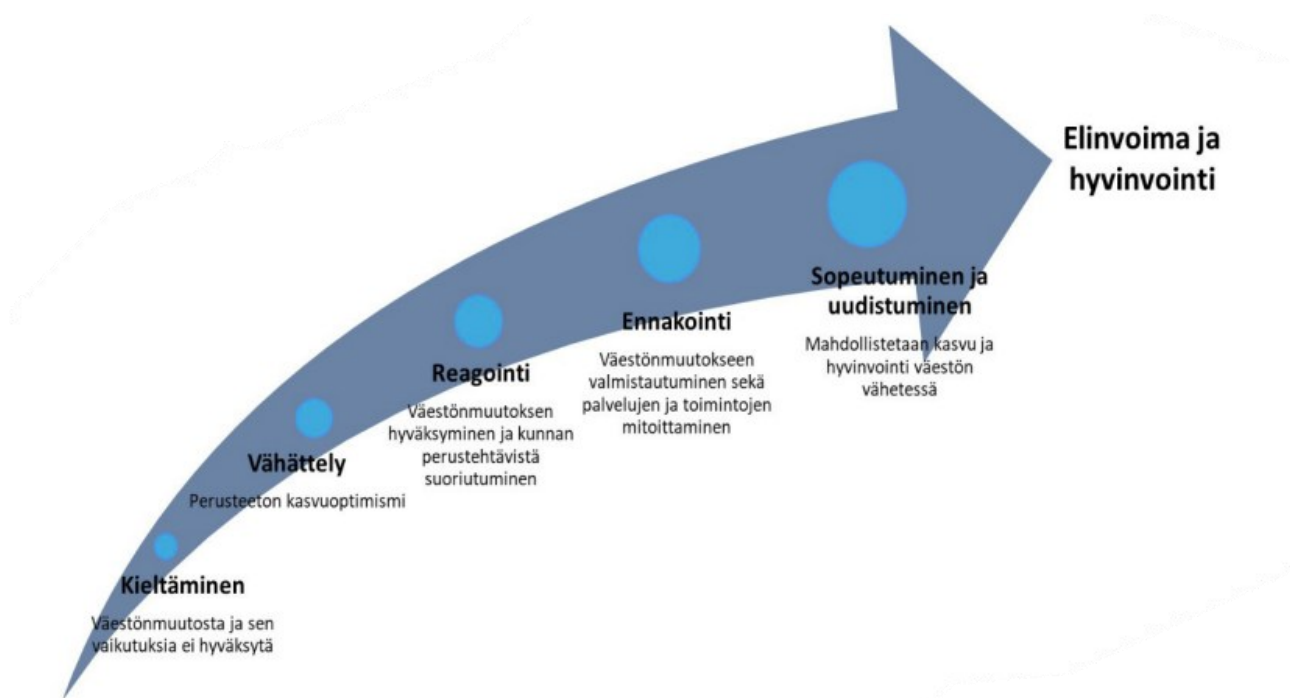 Elinvoima ja
hyvinvointi
Sopeutuminen ja
uudistuminen
Mahdollistetaan kasvu ja
hyvinvointi väestön
vähetessä
Ennakointi
Väestönmuutokseen
valmistautuminen sekä
palvelujen ja toimintojen
mitoittaminen
Reagointi
Väestönmuutoksen
hyväksyminen ja kunnan
perustehtävistä
suoriutuminen
Vähättely
Perusteeton kasvuoptimismi
Kieltäminen
Väestönmuutosta ja sen
vaikutuksia ei hyväksytä